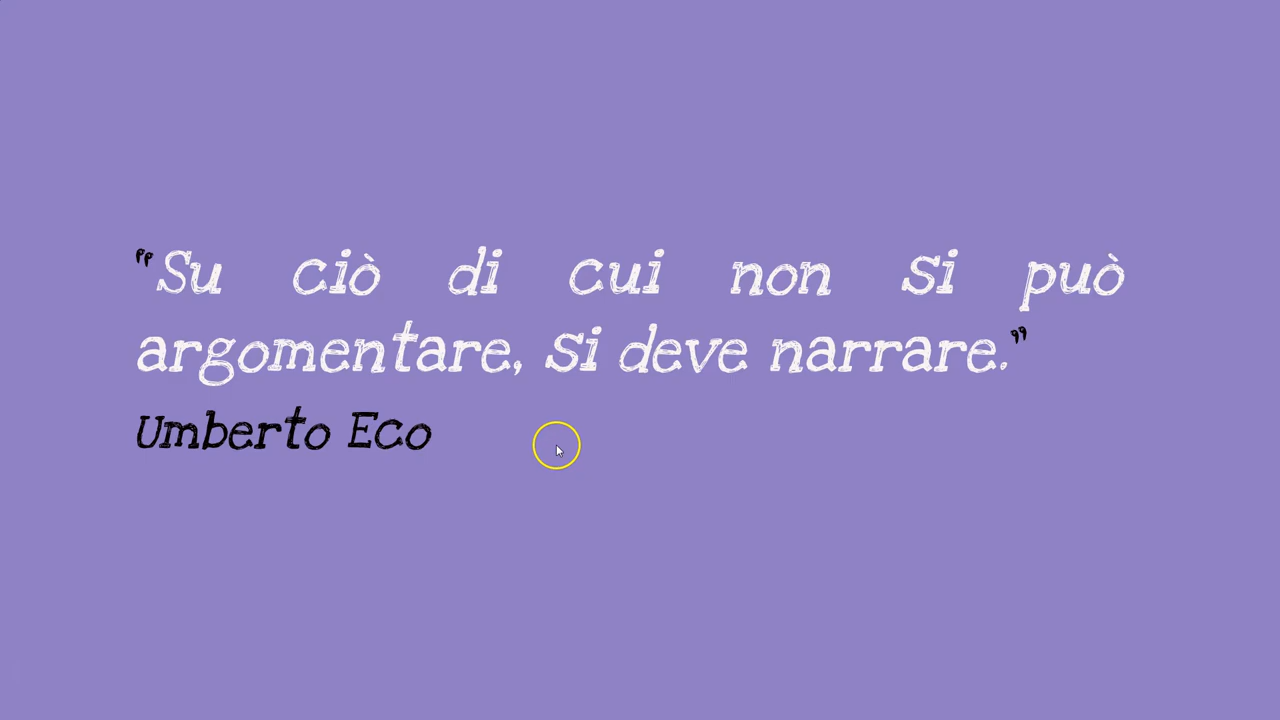 "Su ciò di cui non si può
argomentare, si deve narrare."
Umberto Eco